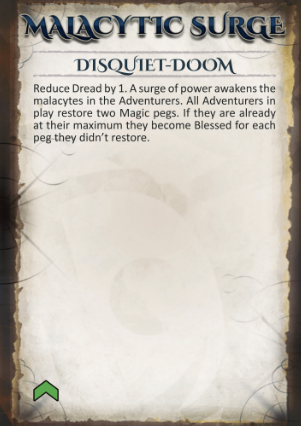 MALACYTIC SURGE
DISQUIET-DOOM
Reduce Dread by 1. A surge of power awakens the
malacytes in the Adventurers. All Adventurers in
play restore two Magic pegs. If they are already
at their maximum they become Blessed for each
peg they didn't restore.